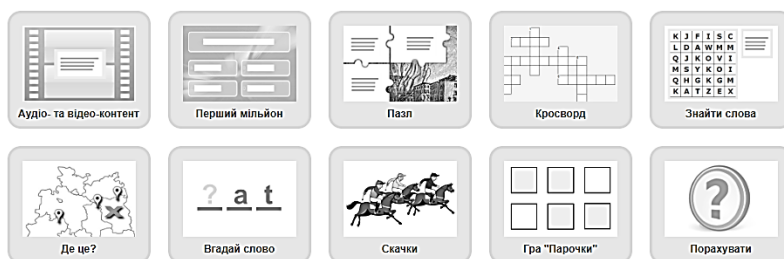 Аудіо- та відео-контент
Перший мільйон
Пазл
Кросворд
K J F I S C
L D A W M M
Q J K O V I
M S Y K O I
Q H G K G M
K A T Z E X
Знайти слова
Де це?
? a t
Вгадай слово
Скачки
Гра "Парочки"
?
Порахувати